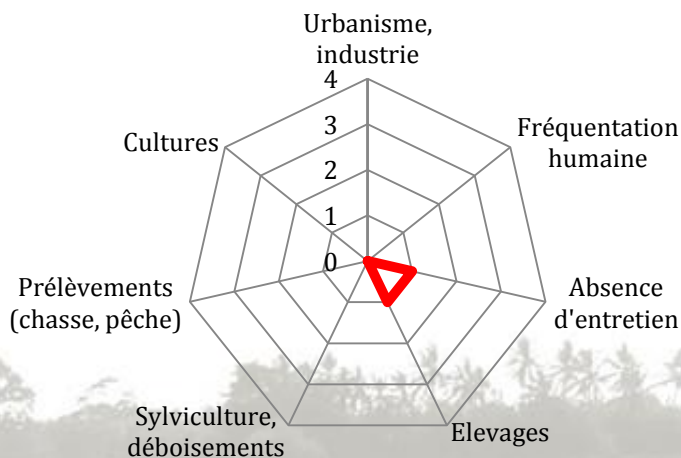 Urbanisme,
industrie
4
3
2
1
0
Fréquentation
humaine
Absence
d'entretien
Elevages
Sylviculture,
déboisements
Prélèvements
(chasse, pêche)
Cultures